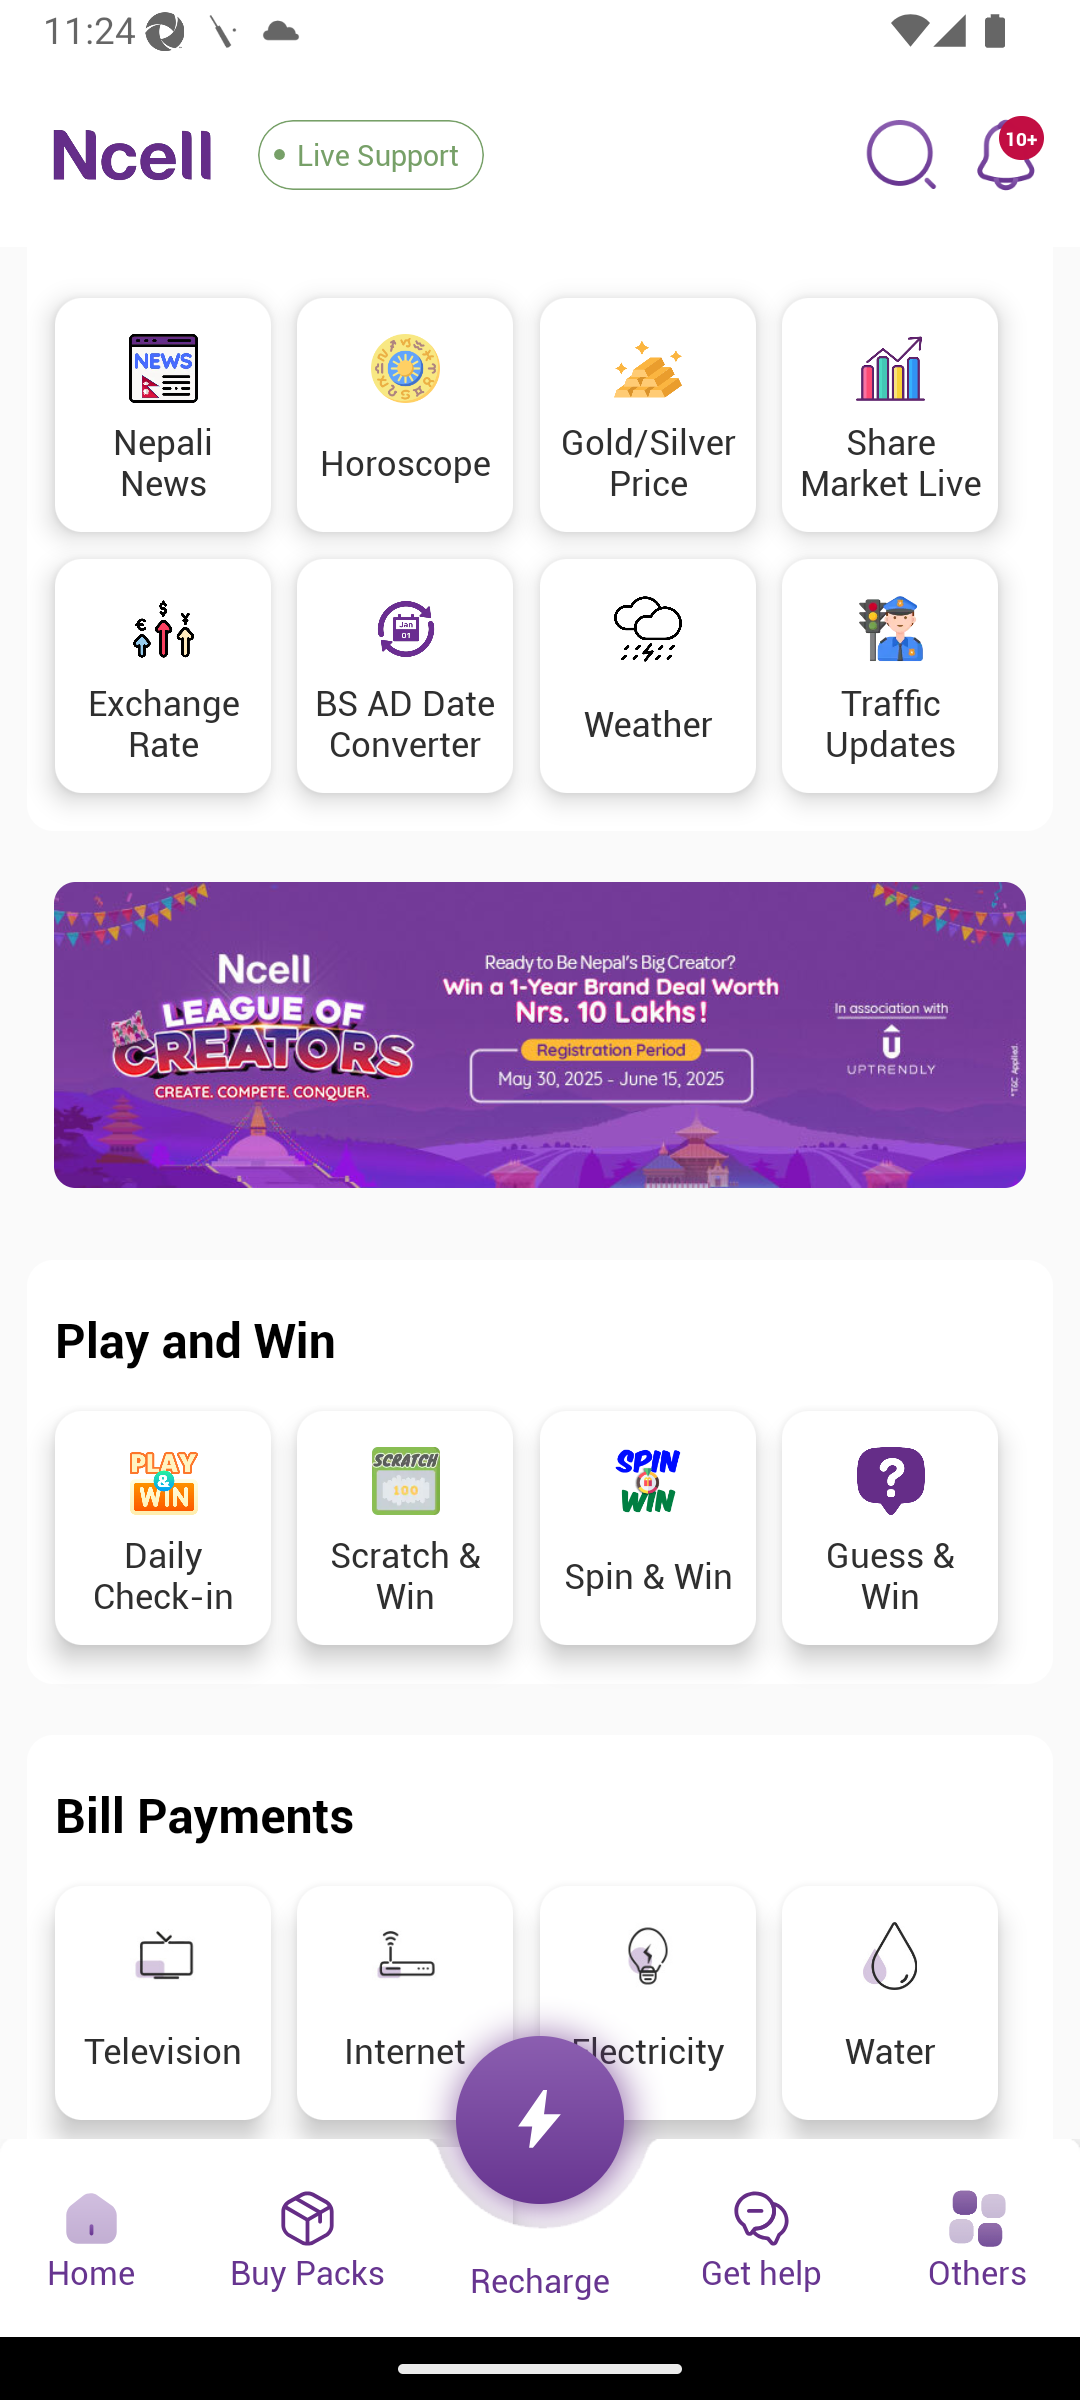 11:24
Ncell
Live Support
10+
NEWS
Nepali
News
Horoscope
Gold/Silver
Price
Share
Market Live
€ $ ¥
Exchange
Rate
Jan
01
BS AD Date
Converter
Weather
Traffic
Updates
Ncell
LEAGUE OF
CREATORS
CREATE. COMPETE. CONQUER.
Ready to Be Nepal's Big Creator?
Win a 1-Year Brand Deal Worth
Nrs. 10 Lakhs!
Registration Period
May 30, 2025 - June 15, 2025
In association with
UPTRENDLY
*T&C Applied.
Play and Win
PLAY
&
WIN
Daily
Check-in
SCRATCH
100
Scratch &
Win
SPIN
WIN
Spin & Win
?
Guess &
Win
Bill Payments
Television
Internet
Electricity
Water
Home
Buy Packs
Recharge
Get help
Others